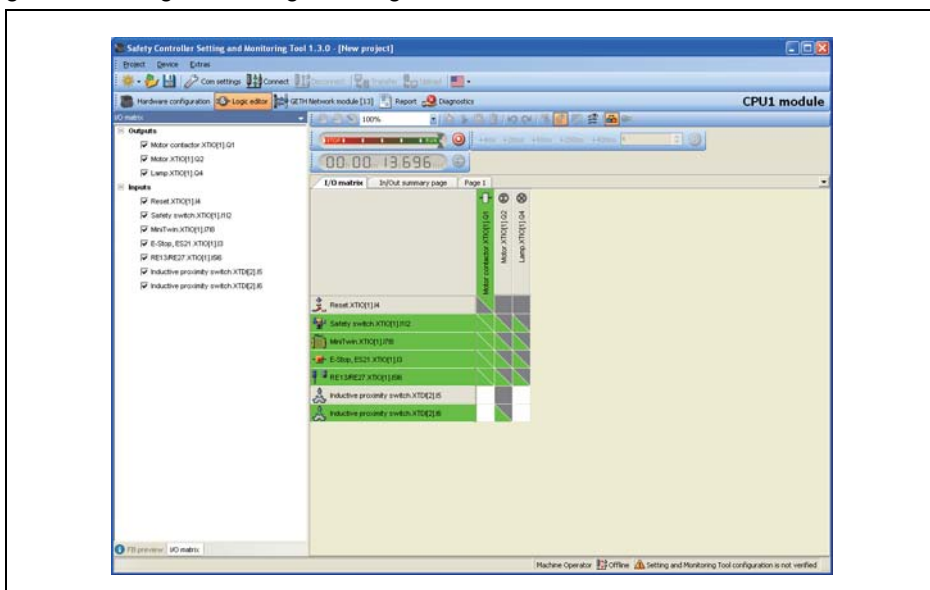 Safety Controller Setting and Monitoring Tool 1.3.0 - [New project]
Project Device Extras
Com settings Connect Disconnect Transfer Upload
Hardware configuration Logic editor GETH Network module [13] Report Diagnostics CPU1 module
I/O matrix 100%
Outputs
Motor contactor.XTIO[1].Q1
Motor.XTIO[1].Q2
Lamp.XTIO[1].Q4
Inputs
Reset.XTIO[1].I4
Safety switch.XTIO[1].I1I2
MiniTwin.XTIO[1].I7I8
E-Stop, ES21.XTIO[1].I3
RE13/RE27.XTIO[1].I5I6
Inductive proximity switch.XTDI[2].I5
Inductive proximity switch.XTDI[2].I6
00:00:13.696
I/O matrix In/Out summary page Page 1
Motor contactor.XTIO[1].Q1
Motor.XTIO[1].Q2
Lamp.XTIO[1].Q4
Reset.XTIO[1].I4
Safety switch.XTIO[1].I1I2
MiniTwin.XTIO[1].I7I8
E-Stop, ES21.XTIO[1].I3
RE13/RE27.XTIO[1].I5I6
Inductive proximity switch.XTDI[2].I5
Inductive proximity switch.XTDI[2].I6
FB preview I/O matrix
Machine Operator Offline Setting and Monitoring Tool configuration is not verified